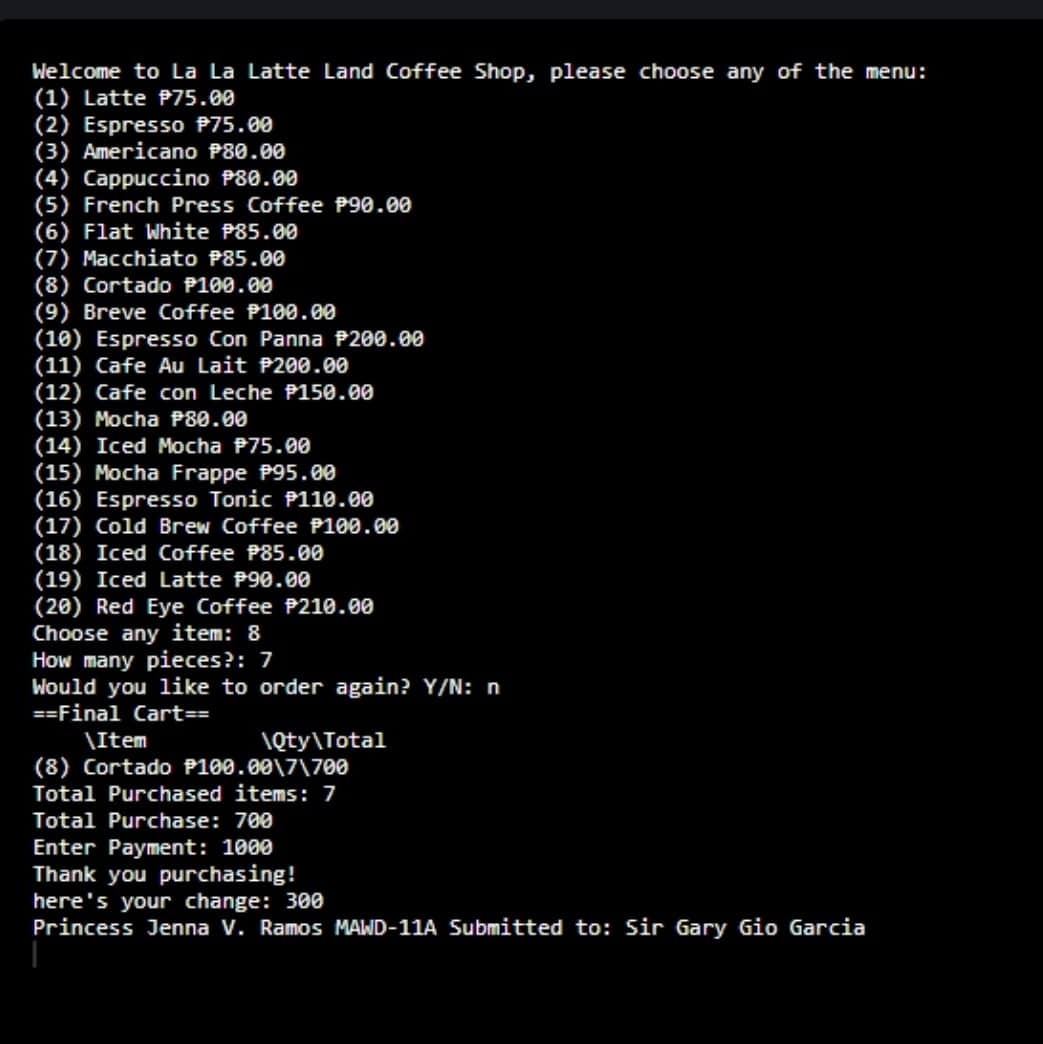 Welcome to La La Latte Land Coffee Shop, please choose any of the menu:
(1) Latte ₱75.00
(2) Espresso ₱75.00
(3) Americano ₱80.00
(4) Cappuccino ₱80.00
(5) French Press Coffee ₱90.00
(6) Flat White ₱85.00
(7) Macchiato ₱85.00
(8) Cortado ₱100.00
(9) Breve Coffee ₱100.00
(10) Espresso Con Panna ₱200.00
(11) Cafe Au Lait ₱200.00
(12) Cafe con Leche ₱150.00
(13) Mocha ₱80.00
(14) Iced Mocha ₱75.00
(15) Mocha Frappe ₱95.00
(16) Espresso Tonic ₱110.00
(17) Cold Brew Coffee ₱100.00
(18) Iced Coffee ₱85.00
(19) Iced Latte ₱90.00
(20) Red Eye Coffee ₱210.00
Choose any item: 8
How many pieces?: 7
Would you like to order again? Y/N: n
==Final Cart==
    \Item         \Qty\Total
(8) Cortado ₱100.00\7\700
Total Purchased items: 7
Total Purchase: 700
Enter Payment: 1000
Thank you purchasing!
here's your change: 300
Princess Jenna V. Ramos MAWD-11A Submitted to: Sir Gary Gio Garcia